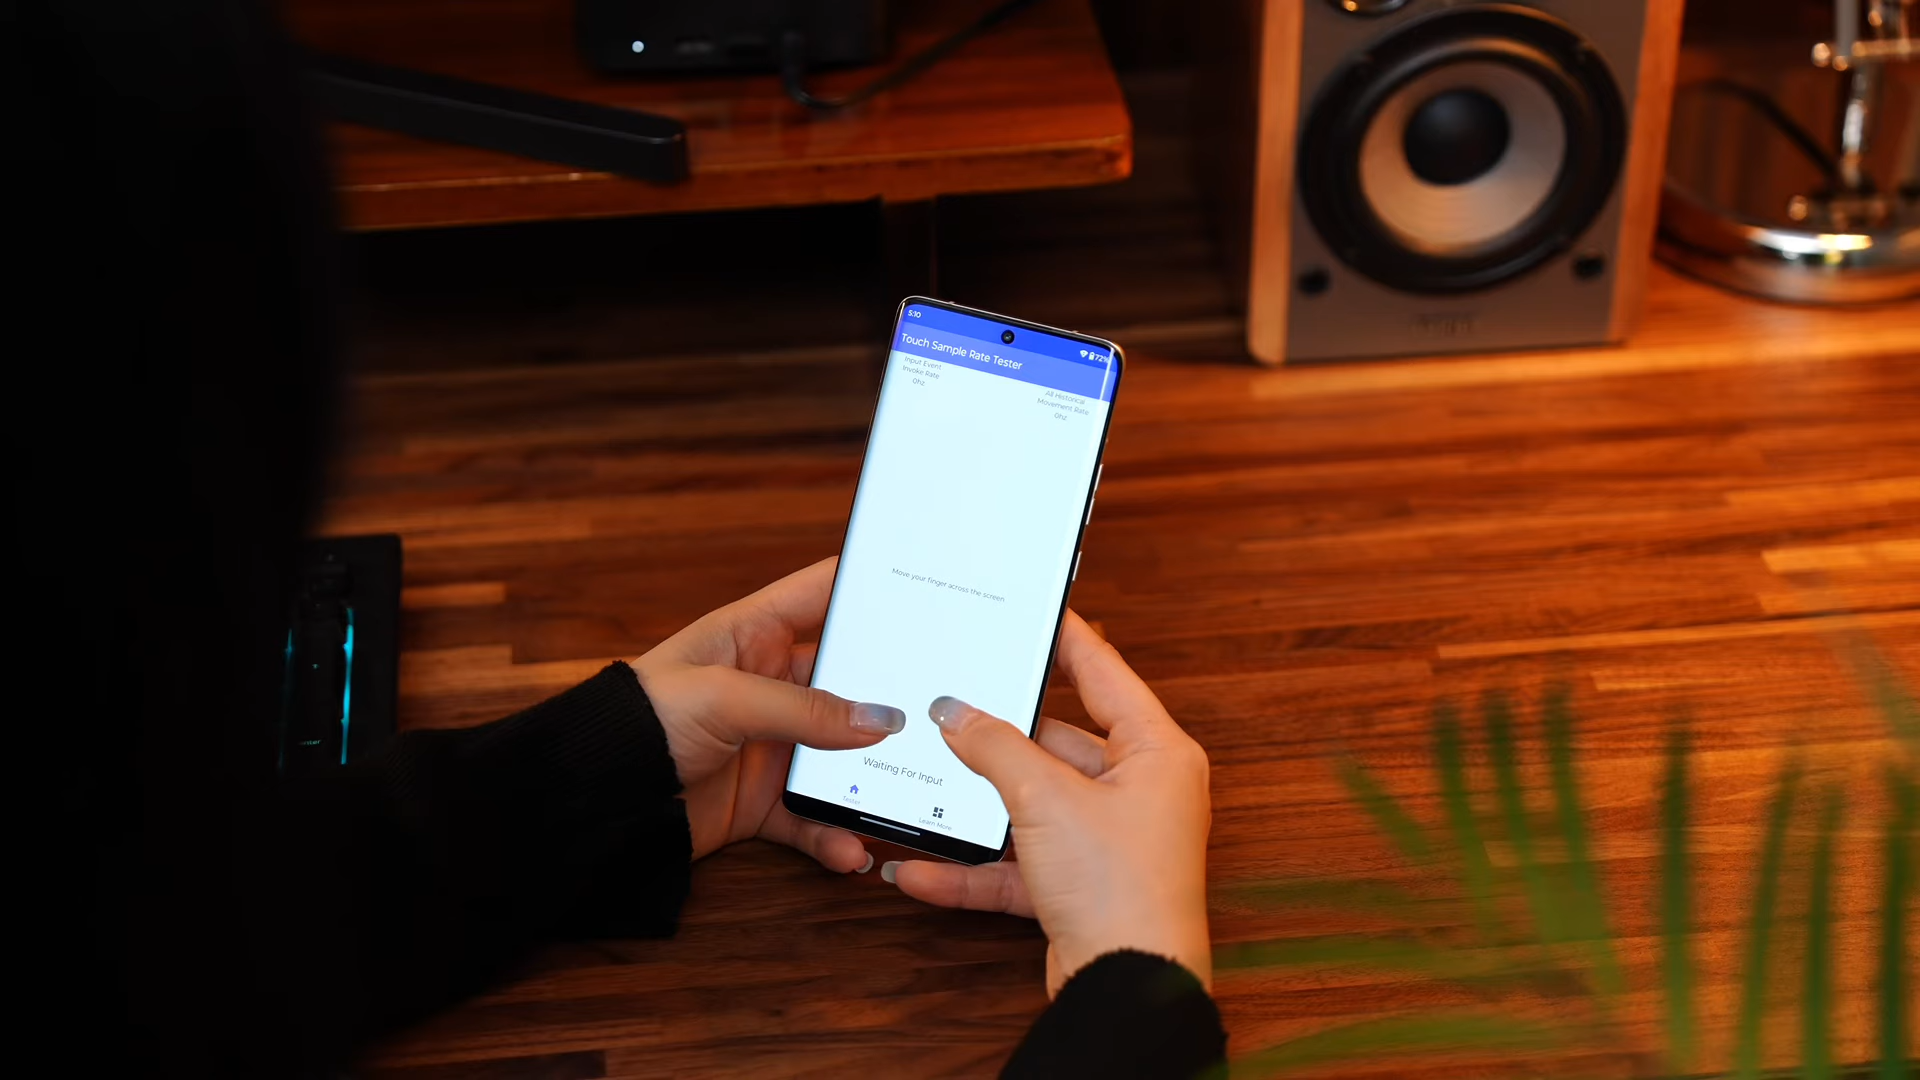 5:10
72%
Touch Sample Rate Tester
Input Event
Invoke Rate
0hz
All Historical
Movement Rate
0hz
Move your finger across the screen
Waiting For Input
Tester
Learn More